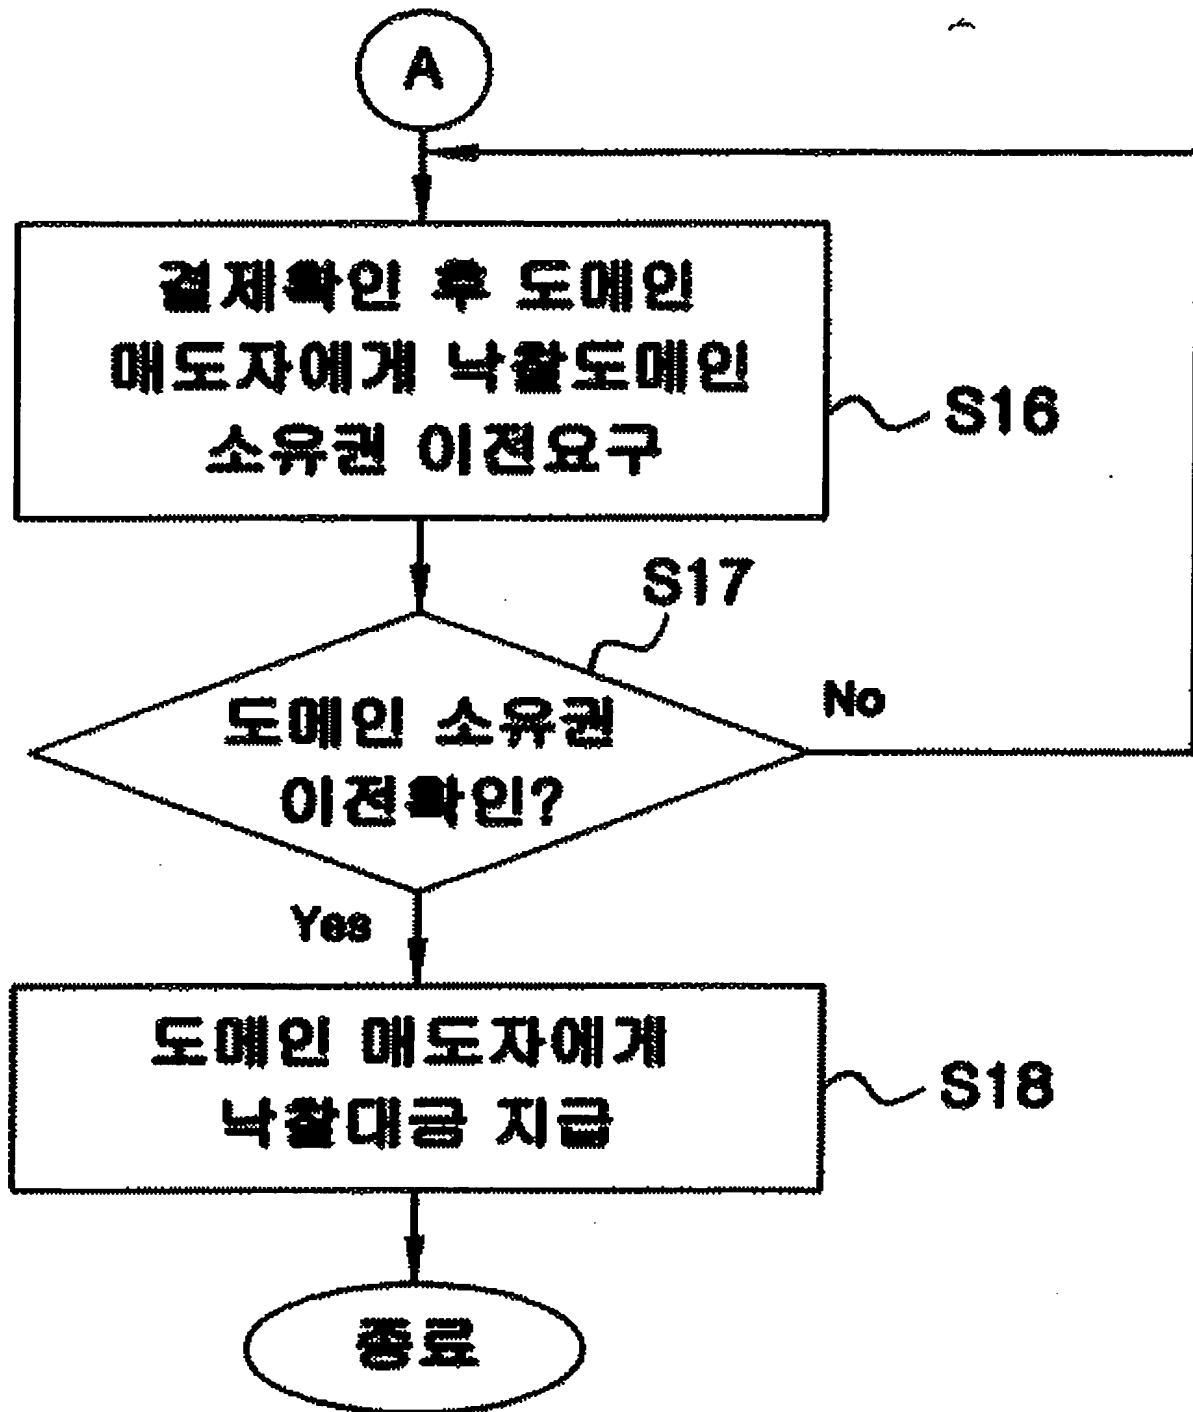 A
결제확인 후 도메인
매도자에게 낙찰도메인
소유권 이전요구
S16
S17
도메인 소유권
이전확인?
No
Yes
도메인 매도자에게
낙찰대금 지급
S18
종료